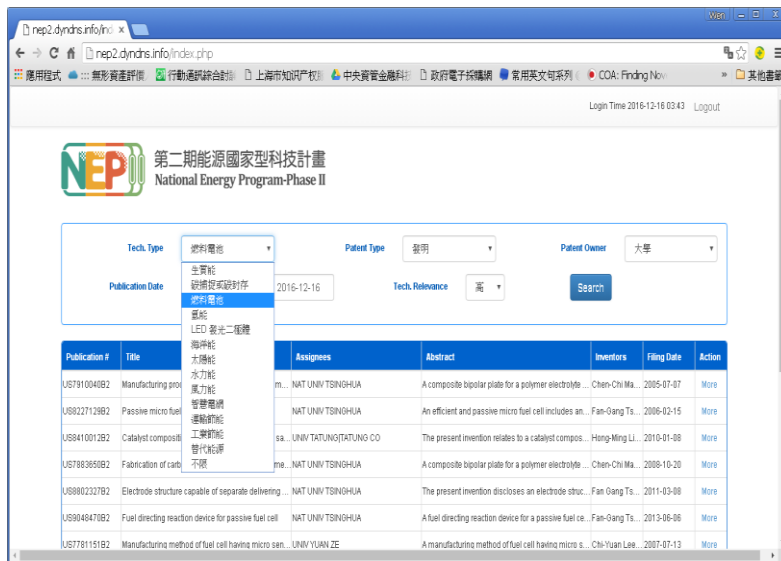 Wen
nep2.dyndns.info/ind x
nep2.dyndns.info/index.php
應用程式 ::: 無形資產評價 行動通訊綜合討論 上海市知识产权 中央資管金融科技 政府電子採購網 常用英文句系列 ( COA: Finding Nov » 其他書籤
Login Time 2016-12-16 03:43 Logout
NEPII 第二期能源國家型科技計畫
National Energy Program-Phase II
Tech. Type 燃料電池 Patent Type 發明 Patent Owner 大學
Publication Date 2016-12-16 Tech. Relevance 高 Search
生質能
碳捕捉或碳封存
燃料電池
氫能
LED 發光二極體
海洋能
太陽能
水力能
風力能
智慧電網
運輸節能
工業節能
替代能源
不限
Publication # Title Assignees Abstract Inventors Filing Date Action
US7910040B2 Manufacturing proc m... NAT UNIV TSINGHUA A composite bipolar plate for a polymer electrolyte ... Chen-Chi Ma... 2005-07-07 More
US8227129B2 Passive micro fuel NAT UNIV TSINGHUA An efficient and passive micro fuel cell includes an... Fan-Gang Ts... 2006-02-15 More
US8410012B2 Catalyst compositi sa... UNIV TATUNG|TATUNG CO The present invention relates to a catalyst compos... Hong-Ming Li... 2010-01-08 More
US7883650B2 Fabrication of carb me... NAT UNIV TSINGHUA A composite bipolar plate for a polymer electrolyte ... Chen-Chi Ma... 2008-10-20 More
US8802327B2 Electrode structure capable of separate delivering ... NAT UNIV TSINGHUA The present invention discloses an electrode struc... Fan Gang Ts... 2011-03-08 More
US9048470B2 Fuel directing reaction device for passive fuel cell NAT UNIV TSINGHUA A fuel directing reaction device for a passive fuel ce... Fan-Gang Ts... 2013-06-06 More
US7781151B2 Manufacturing method of fuel cell having micro sen... UNIV YUAN ZE A manufacturing method of fuel cell having micro s... Chi-Yuan Lee... 2007-07-13 More